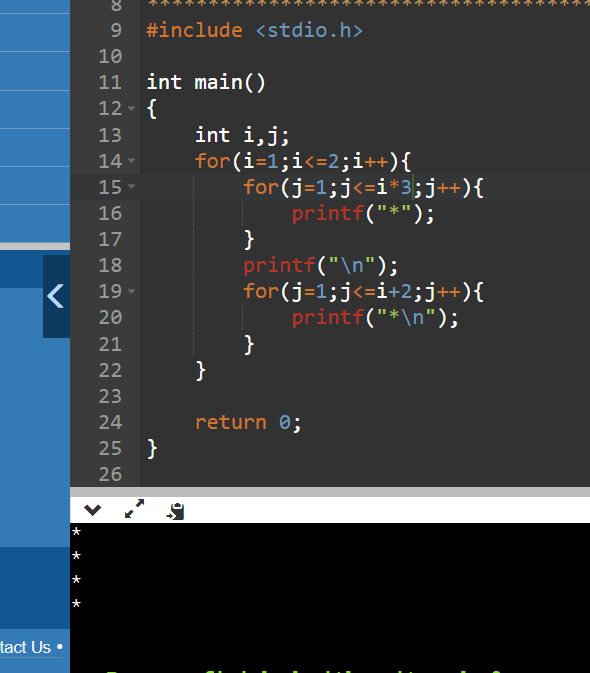 8 ****************************************
9 #include <stdio.h>
10
11 int main()
12 {
13 int i,j;
14 for(i=1;i<=2;i++){
15 for(j=1;j<=i*3;j++){
16 printf("*");
17 }
18 printf("\n");
19 for(j=1;j<=i+2;j++){
20 printf("*\n");
21 }
22 }
23
24 return 0;
25 }
26
*
*
*
*
tact Us •